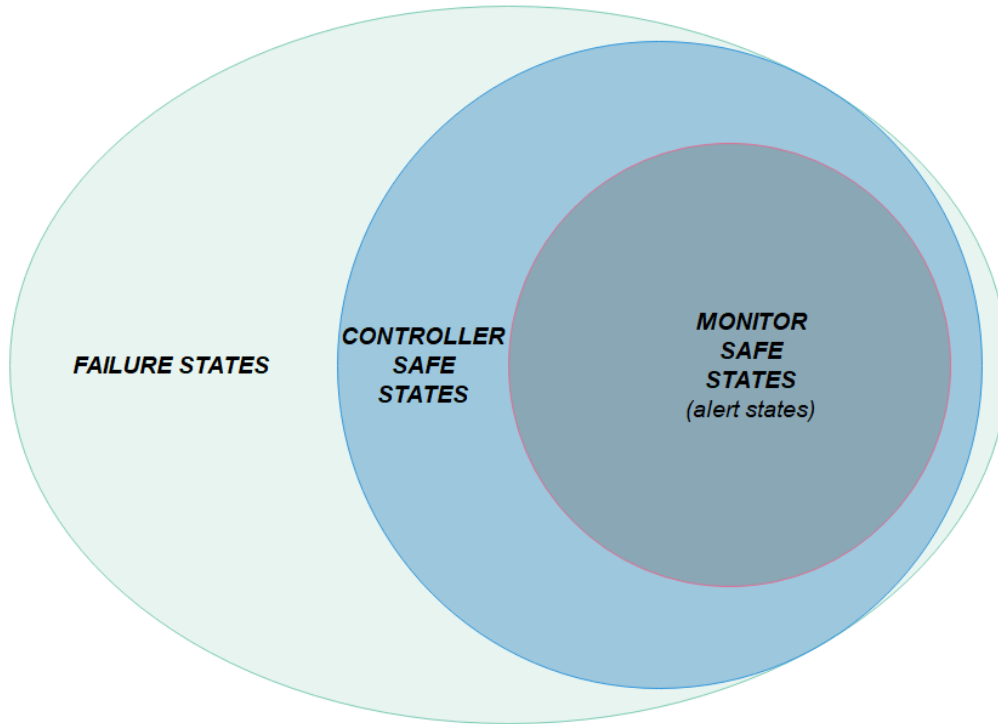 FAILURE STATES
CONTROLLER
SAFE
STATES
MONITOR
SAFE
STATES
(alert states)